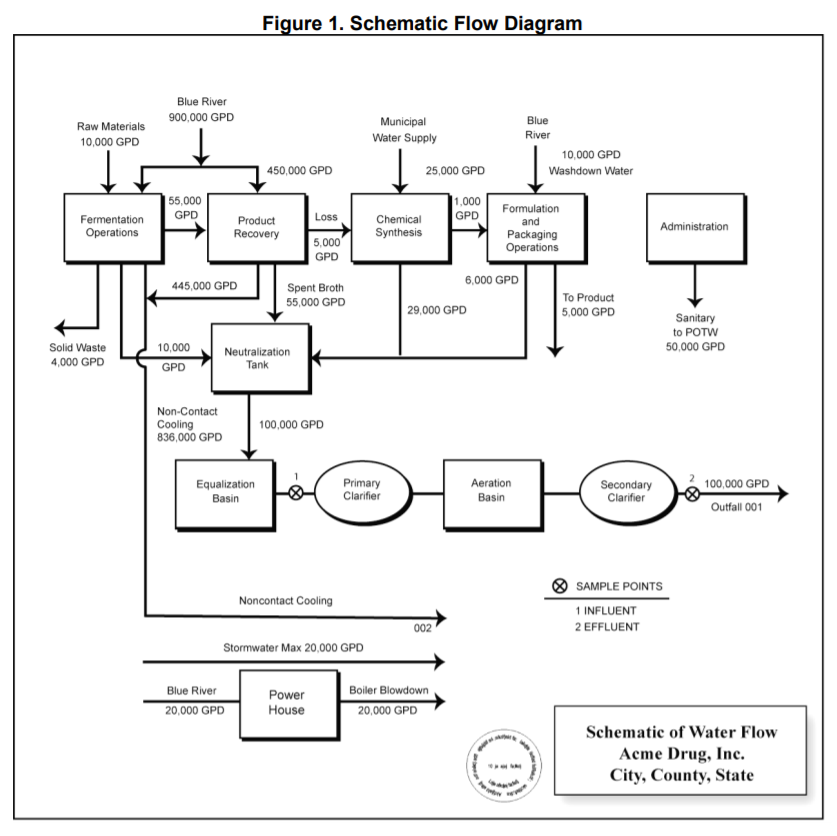 Figure 1. Schematic Flow Diagram
Blue River
900,000 GPD
Raw Materials
10,000 GPD
Municipal
Water Supply
Blue
River
450,000 GPD
25,000 GPD
10,000 GPD
Washdown Water
Fermentation
Operations
55,000
GPD
Product
Recovery
Loss
5,000
GPD
Chemical
Synthesis
1,000
GPD
Formulation
and
Packaging
Operations
Administration
445,000 GPD
Spent Broth
55,000 GPD
29,000 GPD
6,000 GPD
To Product
5,000 GPD
Sanitary
to POTW
50,000 GPD
Solid Waste
4,000 GPD
10,000
GPD
Neutralization
Tank
Non-Contact
Cooling
836,000 GPD
100,000 GPD
Equalization
Basin
1
Primary
Clarifier
Aeration
Basin
Secondary
Clarifier
2
100,000 GPD
Outfall 001
SAMPLE POINTS
1 INFLUENT
2 EFFLUENT
Noncontact Cooling
002
Stormwater Max 20,000 GPD
Blue River
20,000 GPD
Power
House
Boiler Blowdown
20,000 GPD
Schematic of Water Flow
Acme Drug, Inc.
City, County, State